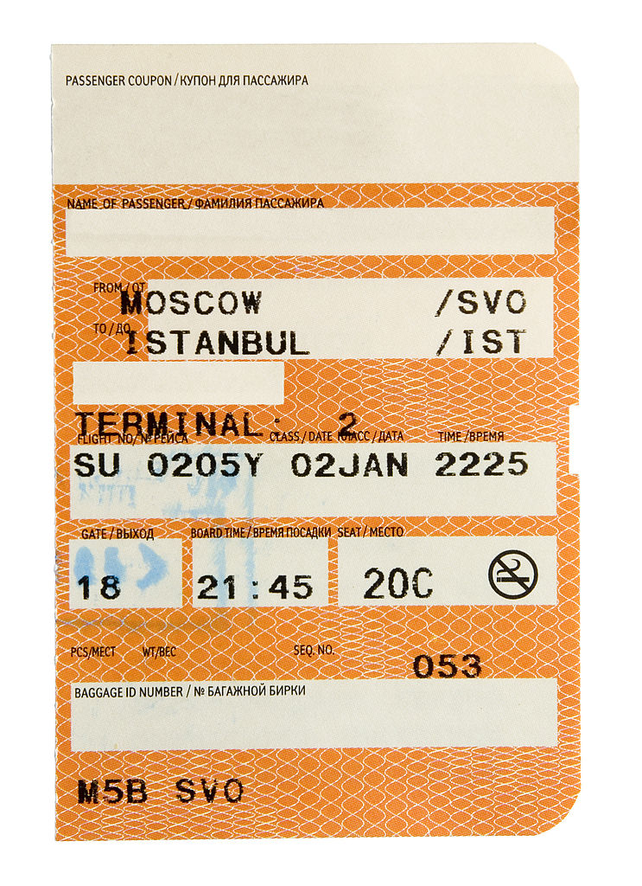 PASSENGER COUPON / КУПОН ДЛЯ ПАССАЖИРА
NAME OF PASSENGER / ФАМИЛИЯ ПАССАЖИРА
FROM / ОТ
MOSCOW /SVO
TO / ДО
ISTANBUL /IST
TERMINAL: 2
FLIGHT NO/ № РЕЙСА CLASS / DATE КЛАСС / ДАТА TIME / ВРЕМЯ
SU 0205Y 02JAN 2225
GATE / ВЫХОД BOARD TIME / ВРЕМЯ ПОСАДКИ SEAT / МЕСТО
18 21:45 20C
PCS/МЕСТ WT/ВЕС SEQ. NO.
053
BAGGAGE ID NUMBER / № БАГАЖНОЙ БИРКИ
M5B SVO